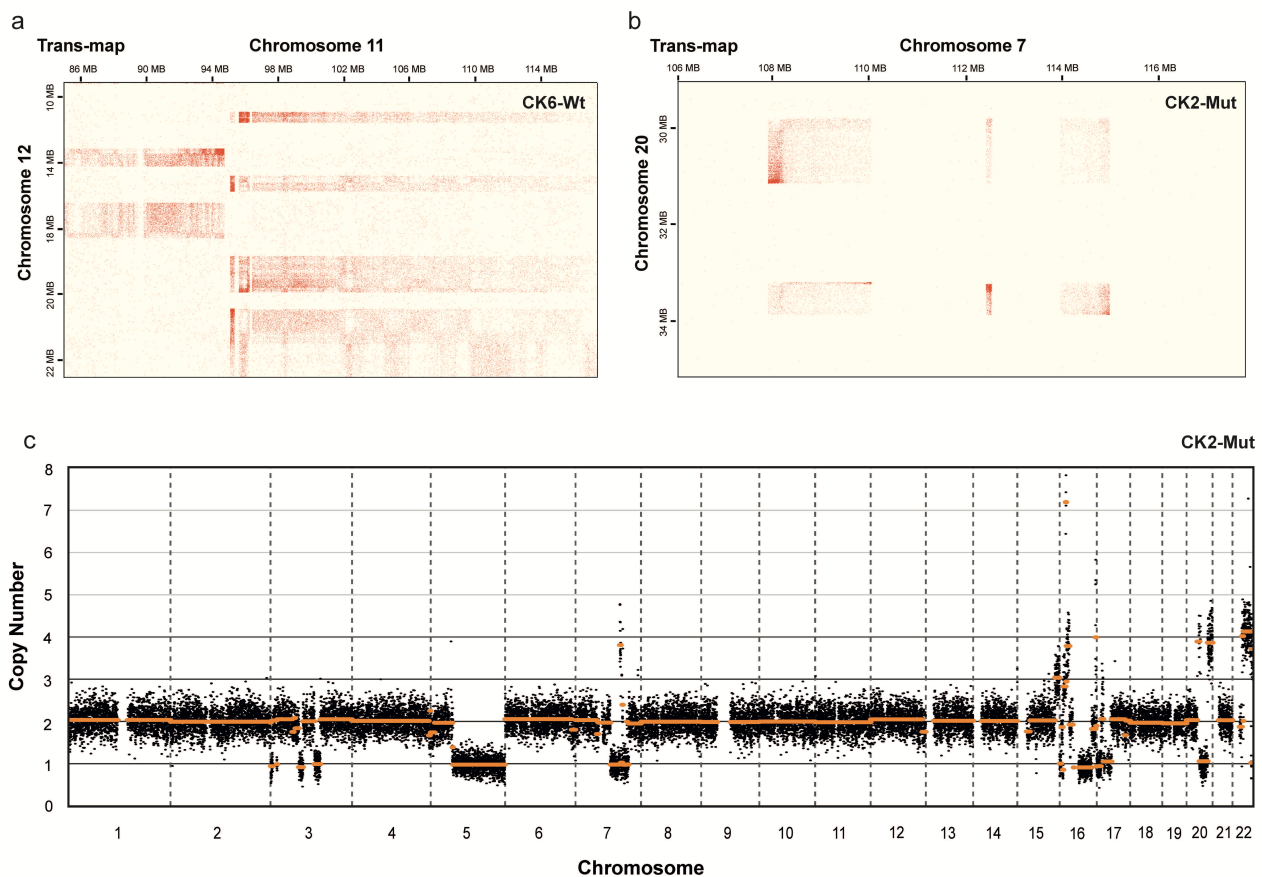 a
Trans-map Chromosome 11
86 MB 90 MB 94 MB 98 MB 102 MB 106 MB 110 MB 114 MB
CK6-Wt
Chromosome 12
10 MB
14 MB
18 MB
20 MB
22 MB
b
Trans-map Chromosome 7
106 MB 108 MB 110 MB 112 MB 114 MB 116 MB
CK2-Mut
Chromosome 20
30 MB
32 MB
34 MB
c
CK2-Mut
Copy Number
8
7
6
5
4
3
2
1
0
1 2 3 4 5 6 7 8 9 10 11 12 13 14 15 16 17 18 19 20 21 22
Chromosome